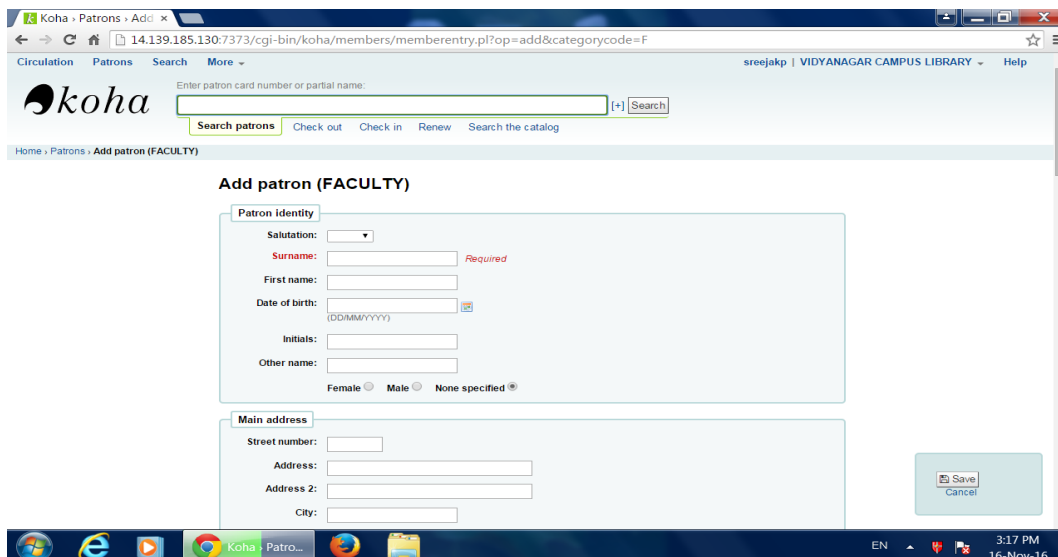 Koha › Patrons › Add
14.139.185.130:7373/cgi-bin/koha/members/memberentry.pl?op=add&categorycode=F
Circulation Patrons Search More
sreejakp | VIDYANAGAR CAMPUS LIBRARY Help
koha
Enter patron card number or partial name:
[+] Search
Search patrons Check out Check in Renew Search the catalog
Home › Patrons › Add patron (FACULTY)
Add patron (FACULTY)
Patron identity
Salutation:
Surname: Required
First name:
Date of birth:
(DD/MM/YYYY)
Initials:
Other name:
Female Male None specified
Main address
Street number:
Address:
Address 2:
City:
Save
Cancel
Koha › Patro...
EN
3:17 PM
16-Nov-16